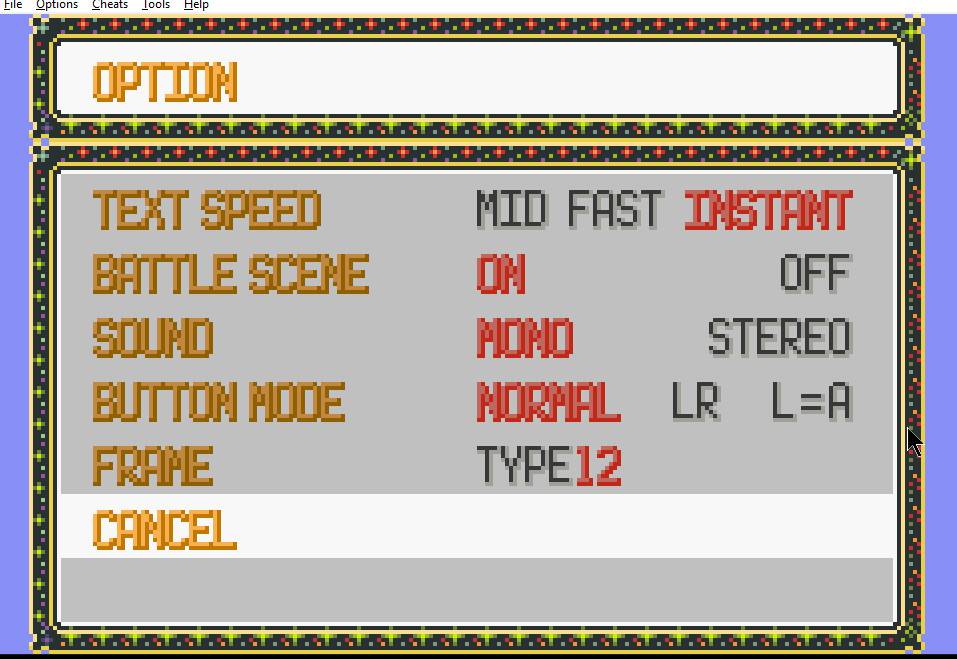 File Options Cheats Tools Help
OPTION
TEXT SPEED MID FAST INSTANT
BATTLE SCENE ON OFF
SOUND MONO STEREO
BUTTON MODE NORMAL LR L=A
FRAME TYPE12
CANCEL